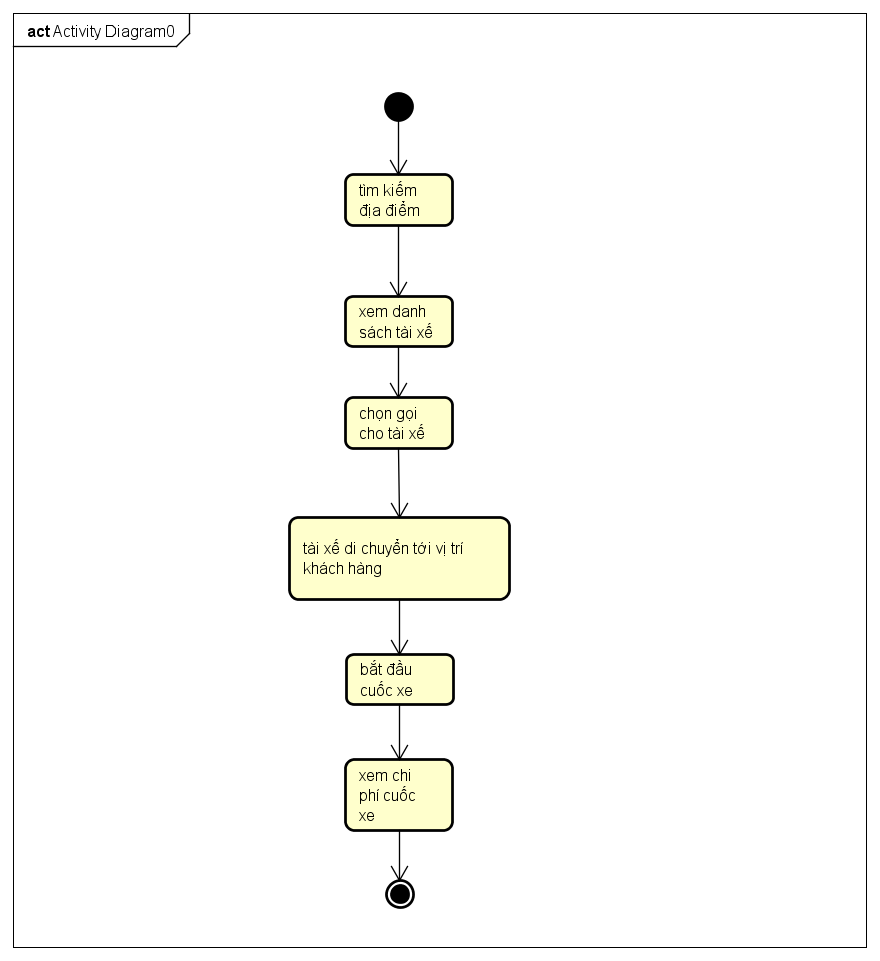 act Activity Diagram0
tìm kiếm
địa điểm
xem danh
sách tài xế
chọn gọi
cho tài xế
tài xế di chuyển tới vị trí
khách hàng
bắt đầu
cuốc xe
xem chi
phí cuốc
xe